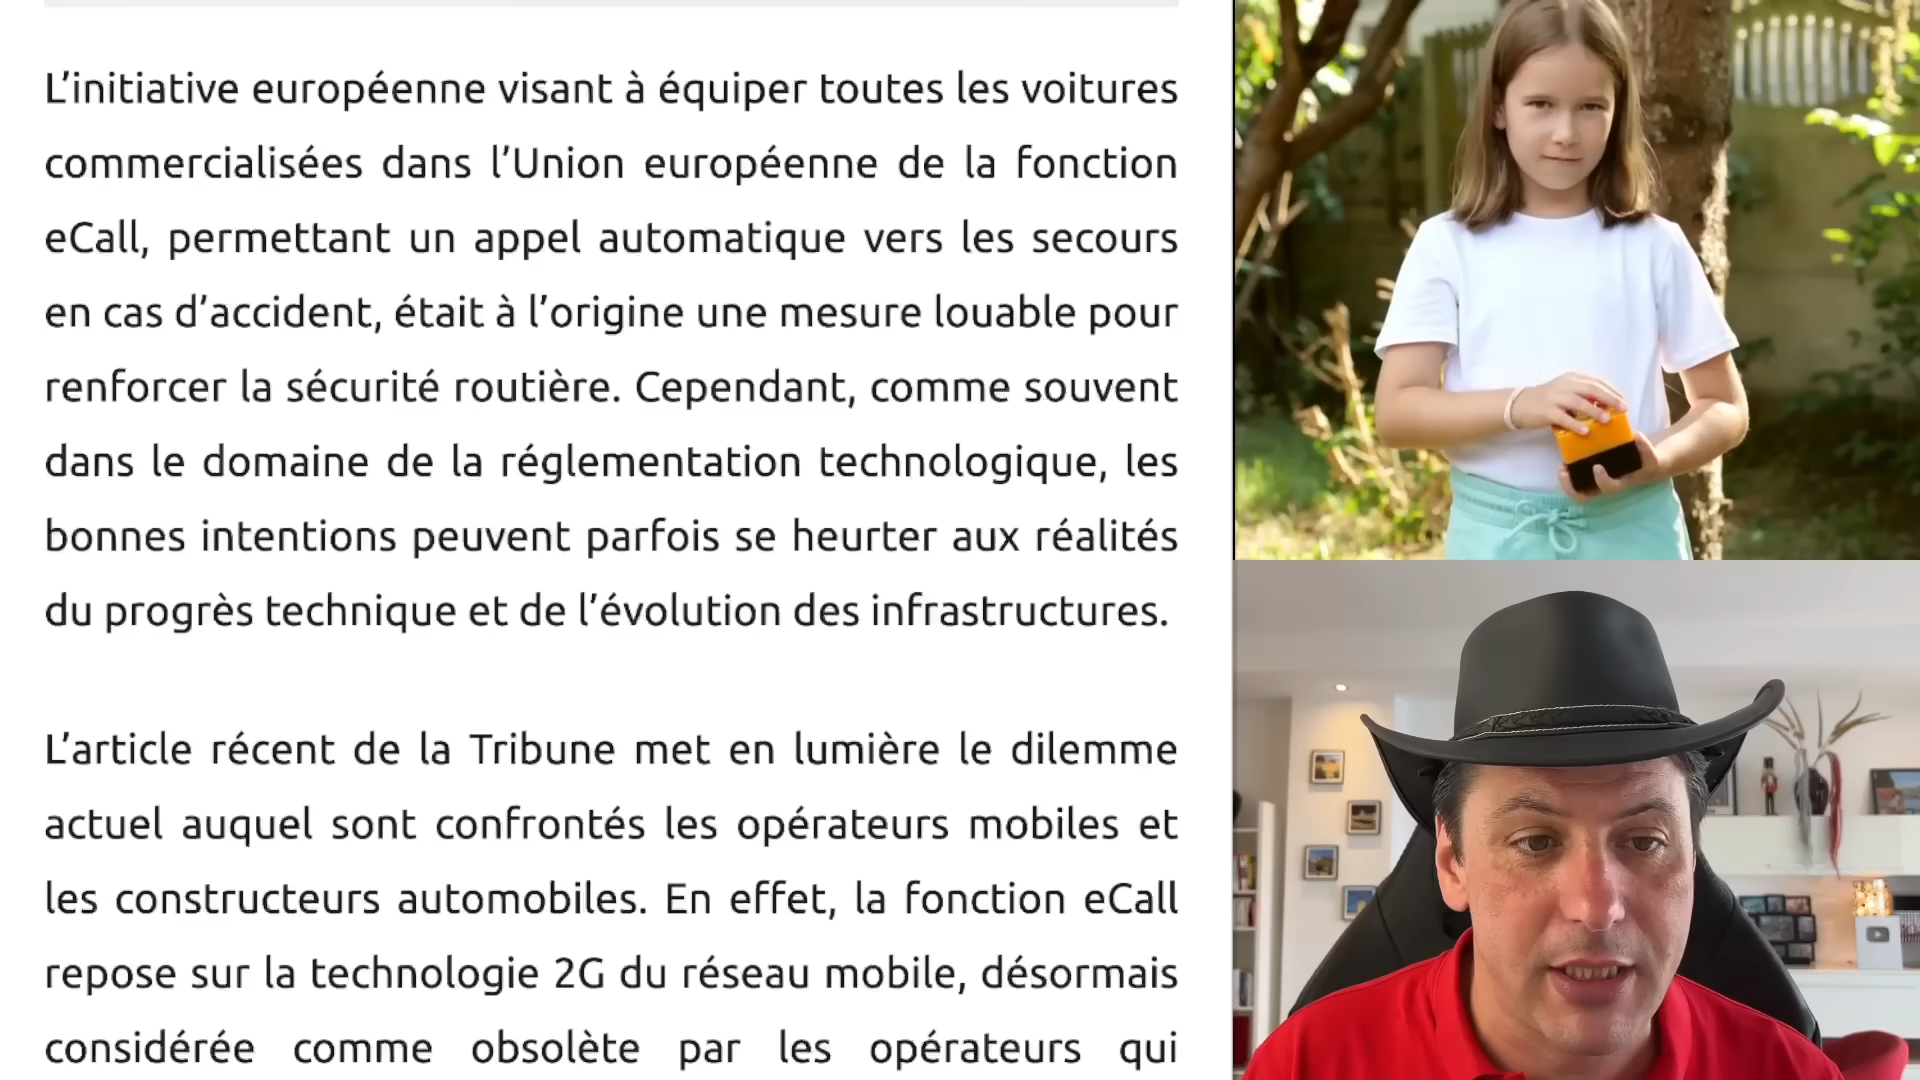 L’initiative européenne visant à équiper toutes les voitures
commercialisées dans l’Union européenne de la fonction
eCall, permettant un appel automatique vers les secours
en cas d’accident, était à l’origine une mesure louable pour
renforcer la sécurité routière. Cependant, comme souvent
dans le domaine de la réglementation technologique, les
bonnes intentions peuvent parfois se heurter aux réalités
du progrès technique et de l’évolution des infrastructures.
L’article récent de la Tribune met en lumière le dilemme
actuel auquel sont confrontés les opérateurs mobiles et
les constructeurs automobiles. En effet, la fonction eCall
repose sur la technologie 2G du réseau mobile, désormais
considérée comme obsolète par les opérateurs qui